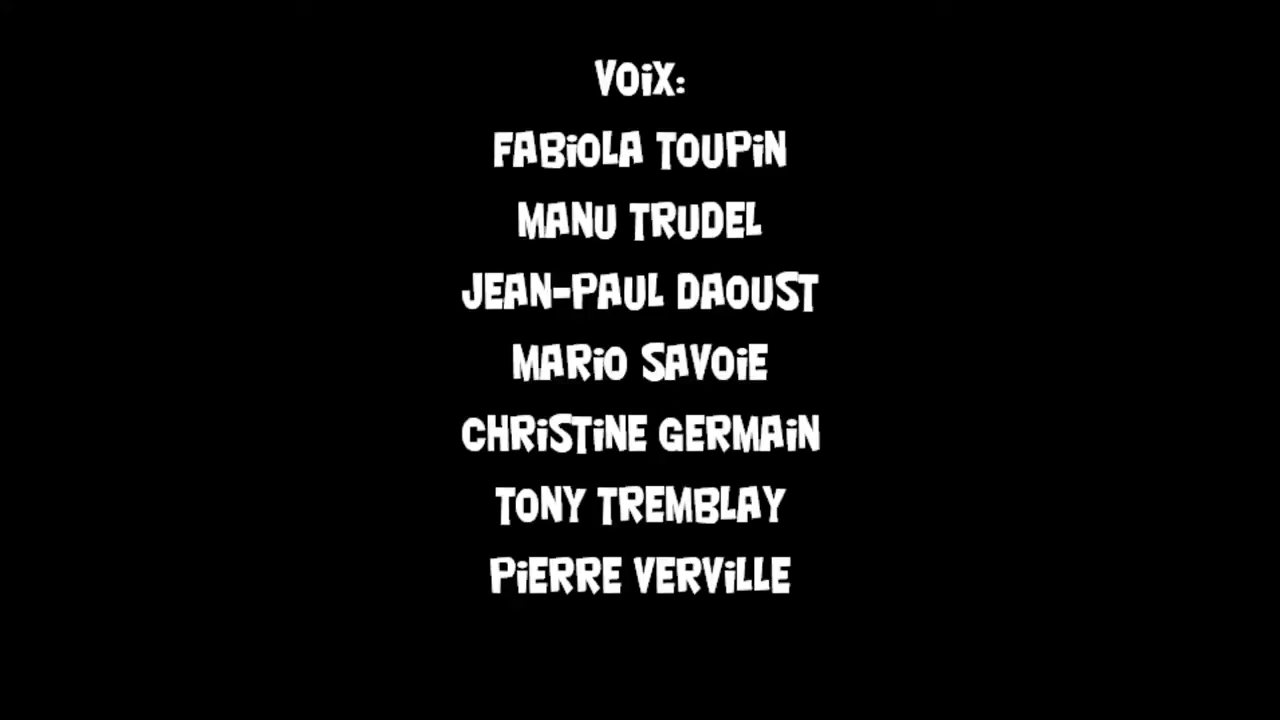 VOiX:
FABiOLA TOUPiN
MANU TRUDEL
JEAN-PAUL DAOUST
MARiO SAVOiE
CHRiSTiNE GERMAiN
TONY TREMBLAY
PiERRE VERViLLE